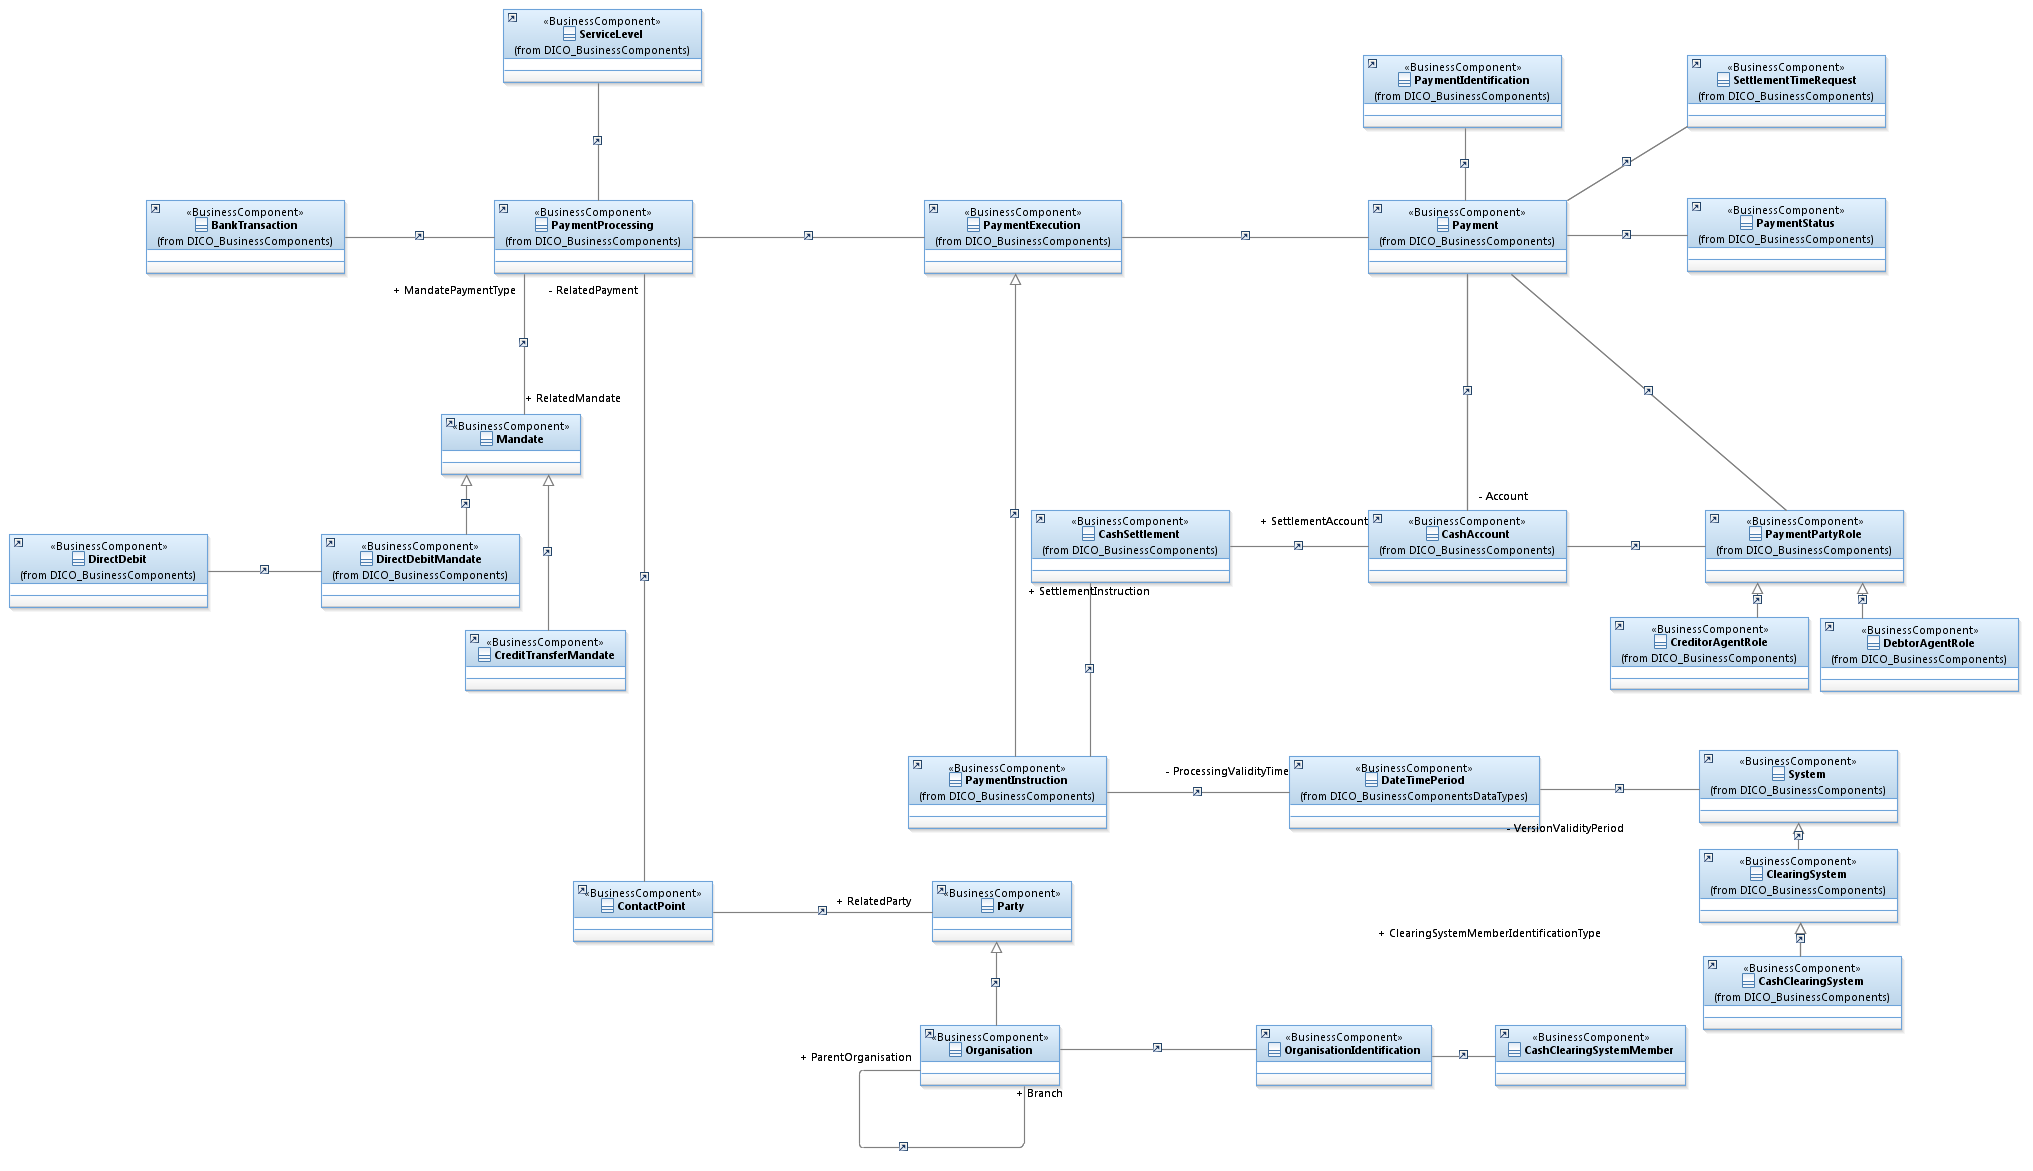 «BusinessComponent»
ServiceLevel
(from DICO_BusinessComponents)
«BusinessComponent»
PaymentIdentification
(from DICO_BusinessComponents)
«BusinessComponent»
SettlementTimeRequest
(from DICO_BusinessComponents)
«BusinessComponent»
BankTransaction
(from DICO_BusinessComponents)
«BusinessComponent»
PaymentProcessing
(from DICO_BusinessComponents)
«BusinessComponent»
PaymentExecution
(from DICO_BusinessComponents)
«BusinessComponent»
Payment
(from DICO_BusinessComponents)
«BusinessComponent»
PaymentStatus
(from DICO_BusinessComponents)
+ MandatePaymentType
- RelatedPayment
+ RelatedMandate
«BusinessComponent»
Mandate
- Account
+ SettlementAccount
«BusinessComponent»
CashSettlement
(from DICO_BusinessComponents)
«BusinessComponent»
CashAccount
(from DICO_BusinessComponents)
«BusinessComponent»
PaymentPartyRole
(from DICO_BusinessComponents)
«BusinessComponent»
DirectDebit
(from DICO_BusinessComponents)
«BusinessComponent»
DirectDebitMandate
(from DICO_BusinessComponents)
+ SettlementInstruction
«BusinessComponent»
CreditTransferMandate
«BusinessComponent»
CreditorAgentRole
(from DICO_BusinessComponents)
«BusinessComponent»
DebtorAgentRole
(from DICO_BusinessComponents)
«BusinessComponent»
PaymentInstruction
(from DICO_BusinessComponents)
- ProcessingValidityTime
«BusinessComponent»
DateTimePeriod
(from DICO_BusinessComponentsDataTypes)
«BusinessComponent»
System
(from DICO_BusinessComponents)
- VersionValidityPeriod
«BusinessComponent»
ClearingSystem
(from DICO_BusinessComponents)
«BusinessComponent»
ContactPoint
+ RelatedParty
«BusinessComponent»
Party
+ ClearingSystemMemberIdentificationType
«BusinessComponent»
CashClearingSystem
(from DICO_BusinessComponents)
+ ParentOrganisation
«BusinessComponent»
Organisation
«BusinessComponent»
OrganisationIdentification
«BusinessComponent»
CashClearingSystemMember
+ Branch